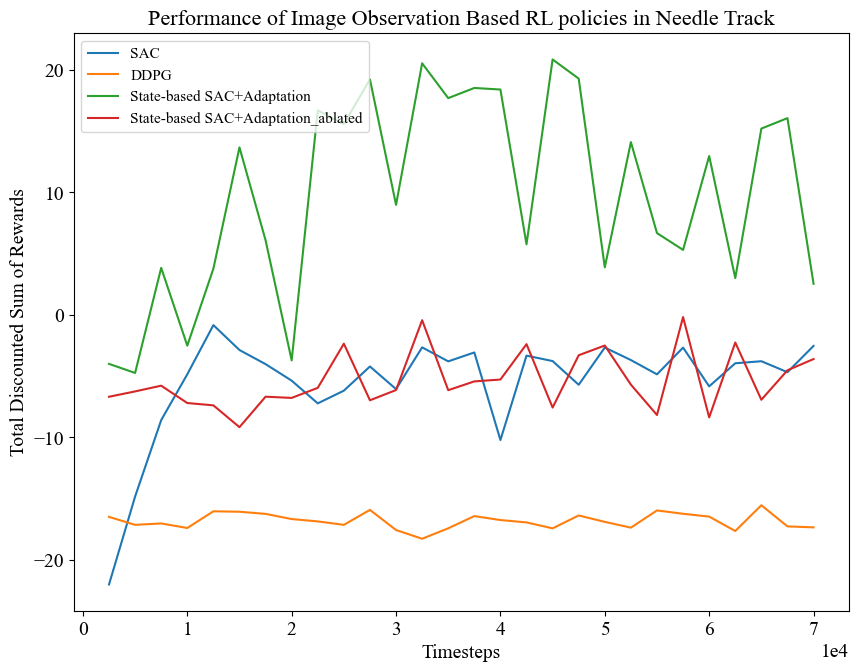 Performance of Image Observation Based RL policies in Needle Track
SAC
DDPG
State-based SAC+Adaptation
State-based SAC+Adaptation_ablated
Total Discounted Sum of Rewards
20
10
0
−10
−20
0 1 2 3 4 5 6 7
1e4
Timesteps